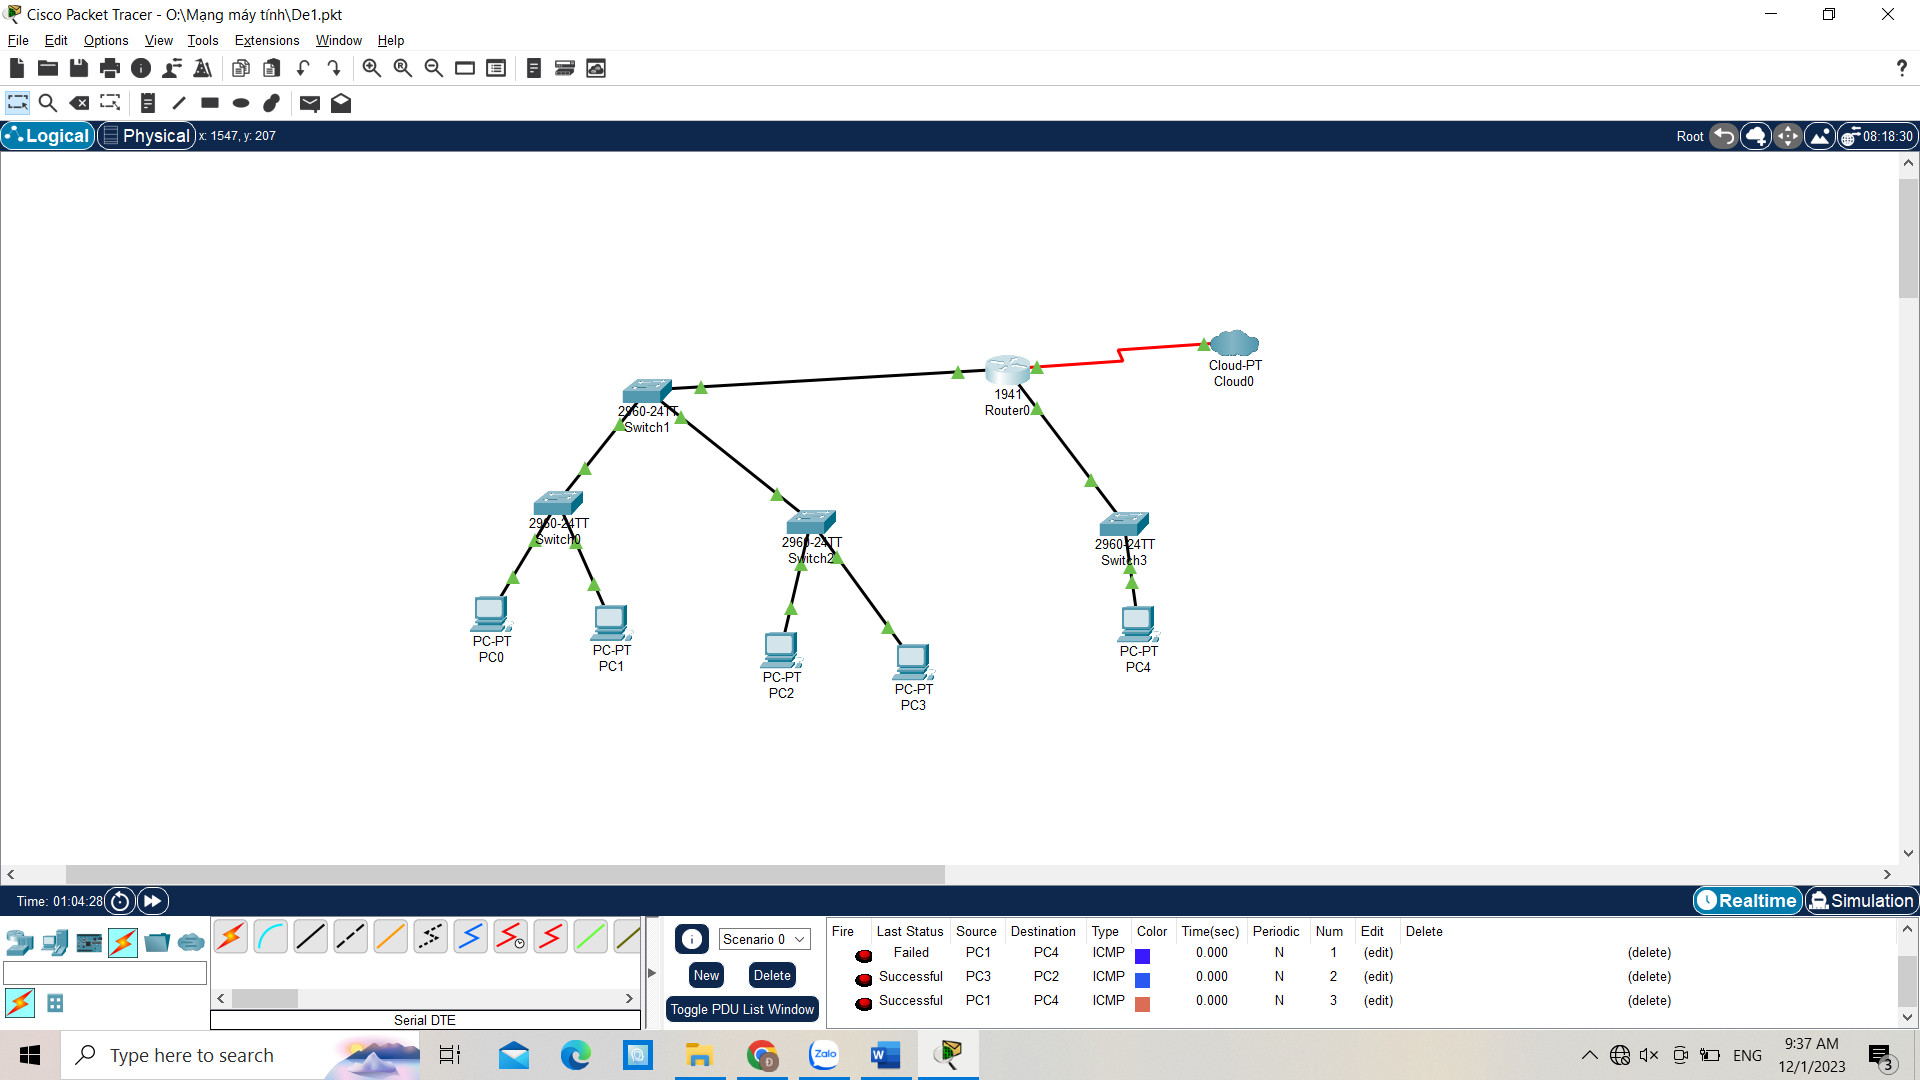 Cisco Packet Tracer - O:\Mạng máy tính\De1.pkt
File Edit Options View Tools Extensions Window Help
Logical Physical x: 1547, y: 207 Root 08:18:30
Cloud-PT
Cloud0
1941
Router0
2960-24TT
Switch1
2960-24TT
Switch0
2960-24TT
Switch2
2960-24TT
Switch3
PC-PT
PC0
PC-PT
PC1
PC-PT
PC2
PC-PT
PC3
PC-PT
PC4
Time: 01:04:28 Realtime Simulation
Scenario 0
New Delete
Toggle PDU List Window
Serial DTE
Fire Last Status Source Destination Type Color Time(sec) Periodic Num Edit Delete
Failed PC1 PC4 ICMP 0.000 N 1 (edit) (delete)
Successful PC3 PC2 ICMP 0.000 N 2 (edit) (delete)
Successful PC1 PC4 ICMP 0.000 N 3 (edit) (delete)
Type here to search
Zalo
ENG
9:37 AM
12/1/2023
3